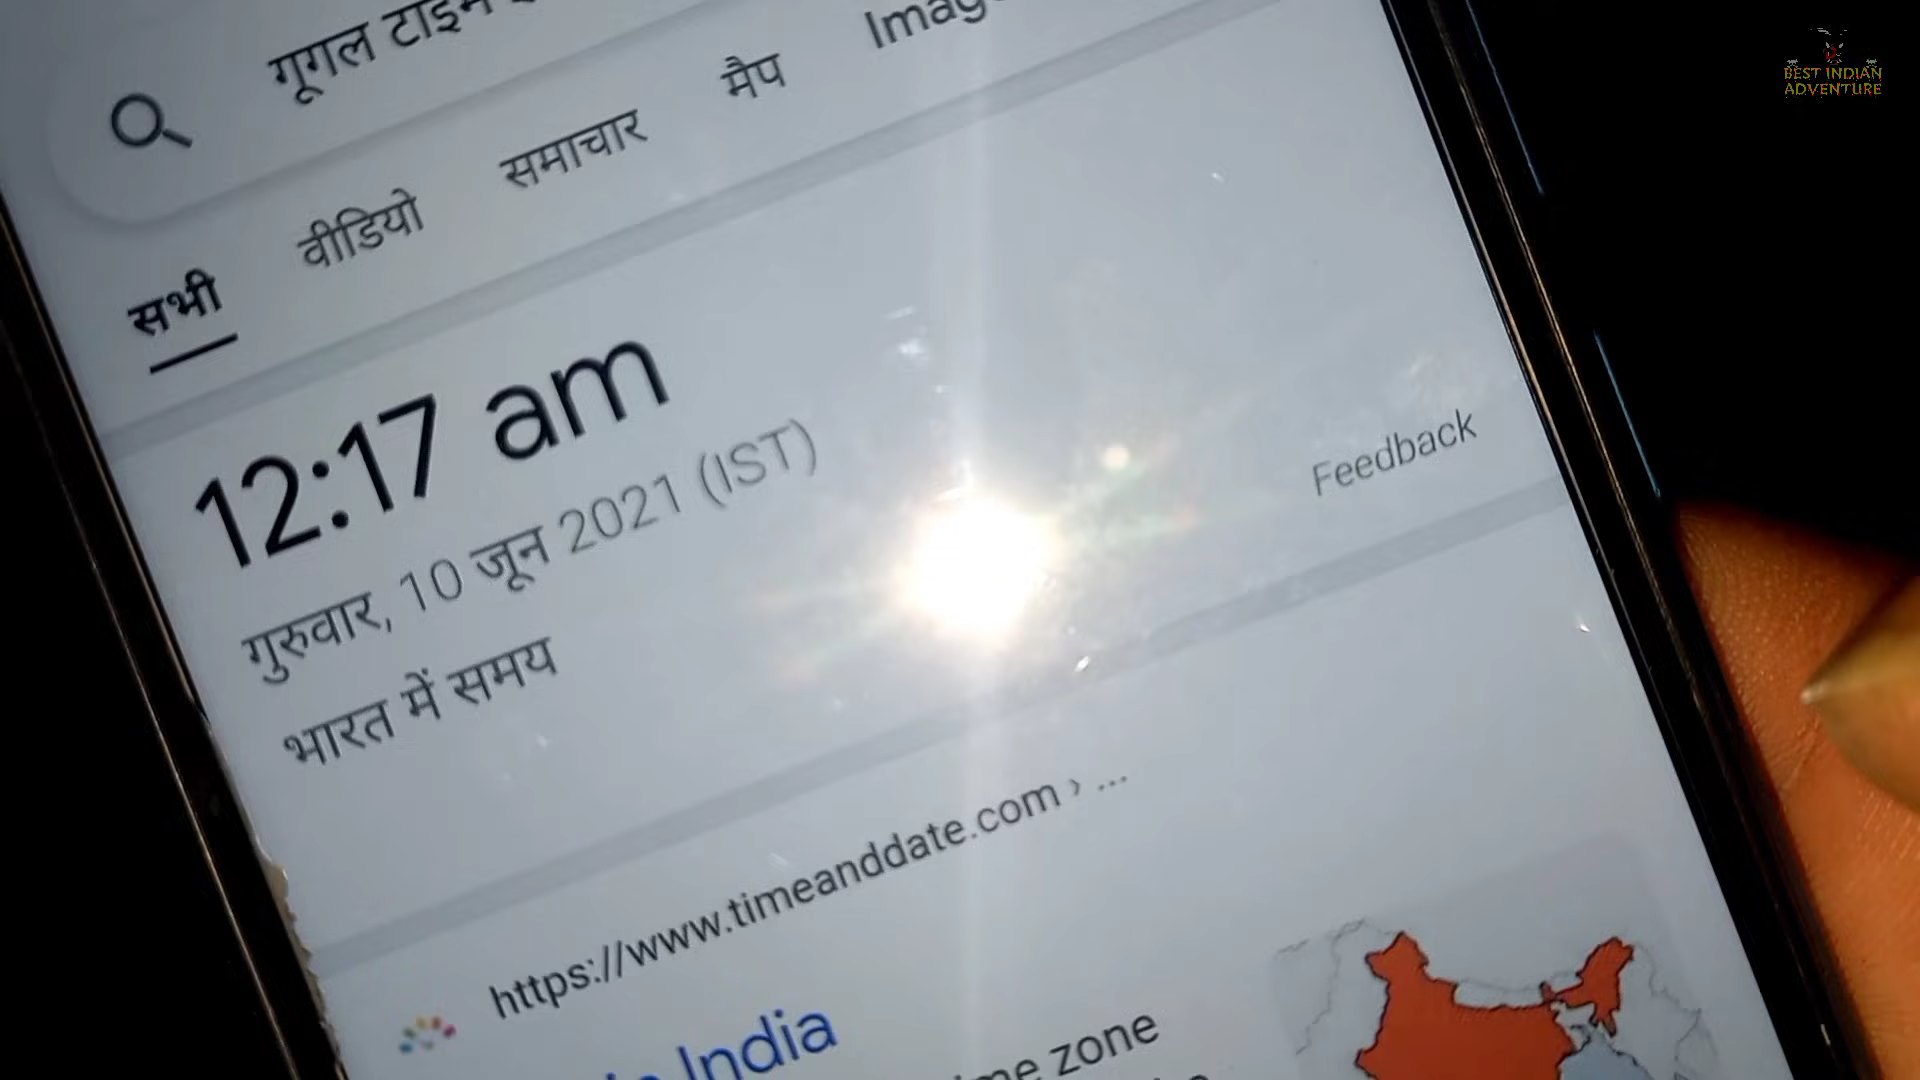 गूगल टाइम
सभी वीडियो समाचार मैप Imag
12:17 am
गुरुवार, 10 जून 2021 (IST)
भारत में समय
Feedback
https://www.timeanddate.com › ...
India
zone
BEST INDIAN
ADVENTURE